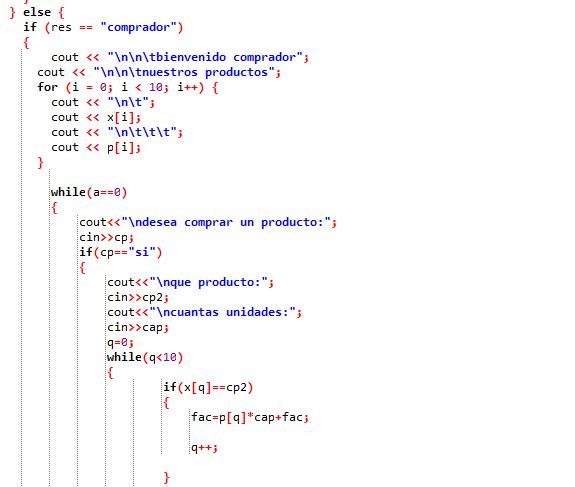 } else {
if (res == "comprador")
{
cout << "\n\n\tbienvenido comprador";
cout << "\n\n\tnuestros productos";
for (i = 0; i < 10; i++) {
cout << "\n\t";
cout << x[i];
cout << "\n\t\t\t";
cout << p[i];
}
while(a==0)
{
cout<<"\ndesea comprar un producto:";
cin>>cp;
if(cp=="si")
{
cout<<"\nque producto:";
cin>>cp2;
cout<<"\ncuantas unidades:";
cin>>cap;
q=0;
while(q<10)
{
if(x[q]==cp2)
{
fac=p[q]*cap+fac;
q++;
}